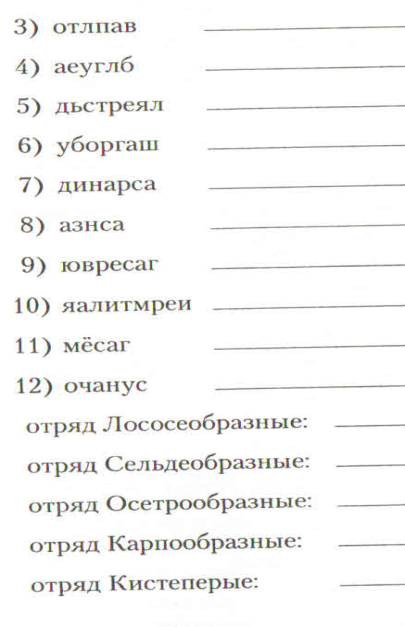 3) отлпав
4) аеуглб
5) дьстреял
6) уборгаш
7) динарса
8) азнса
9) ювресаг
10) яалитмреи
11) мёсаг
12) очанус
отряд Лососеобразные:
отряд Сельдеобразные:
отряд Осетрообразные:
отряд Карпообразные:
отряд Кистеперые: